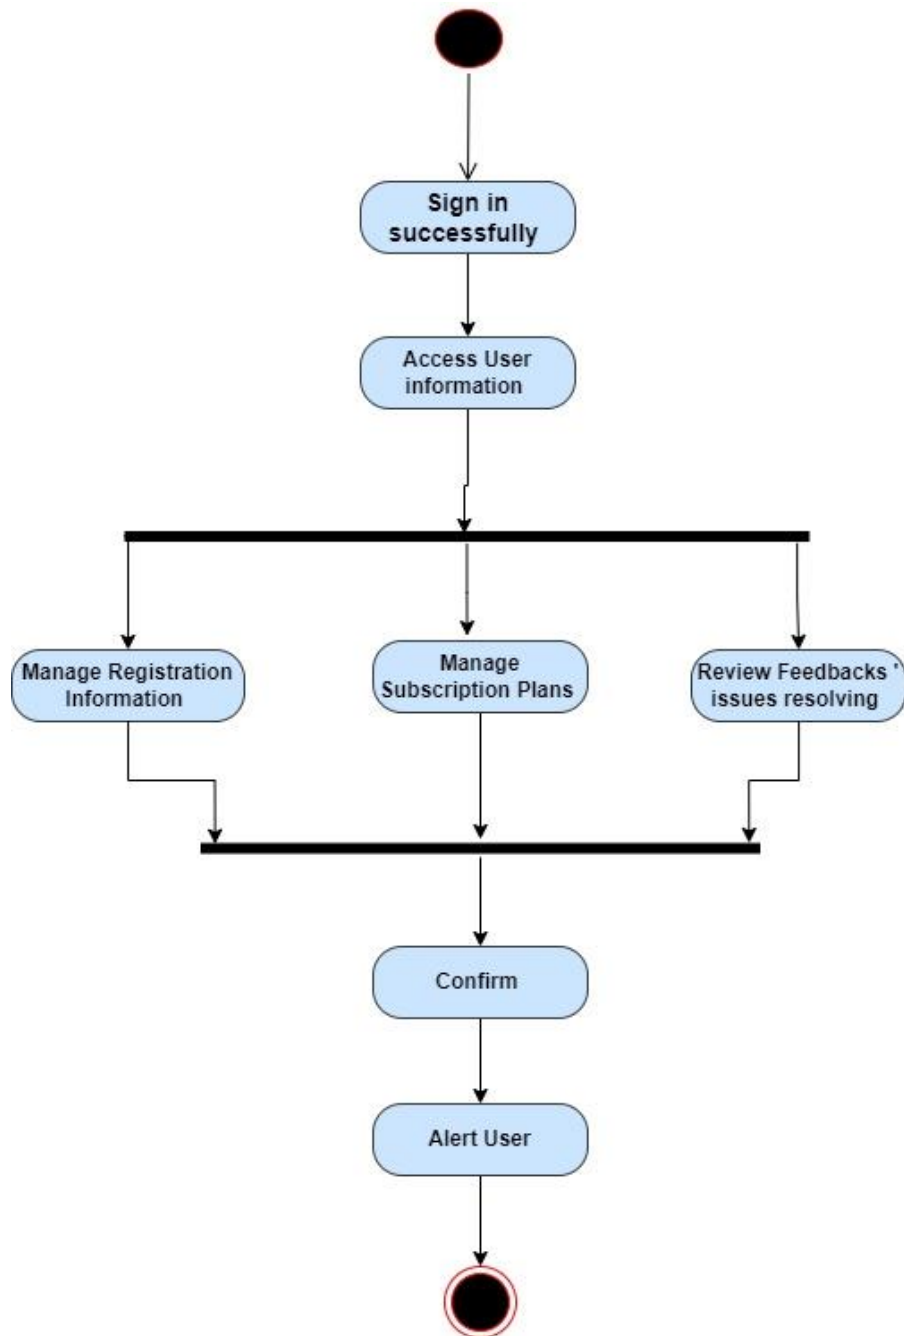 Sign in
successfully
Access User
information
Manage Registration
Information
Manage
Subscription Plans
Review Feedbacks '
issues resolving
Confirm
Alert User